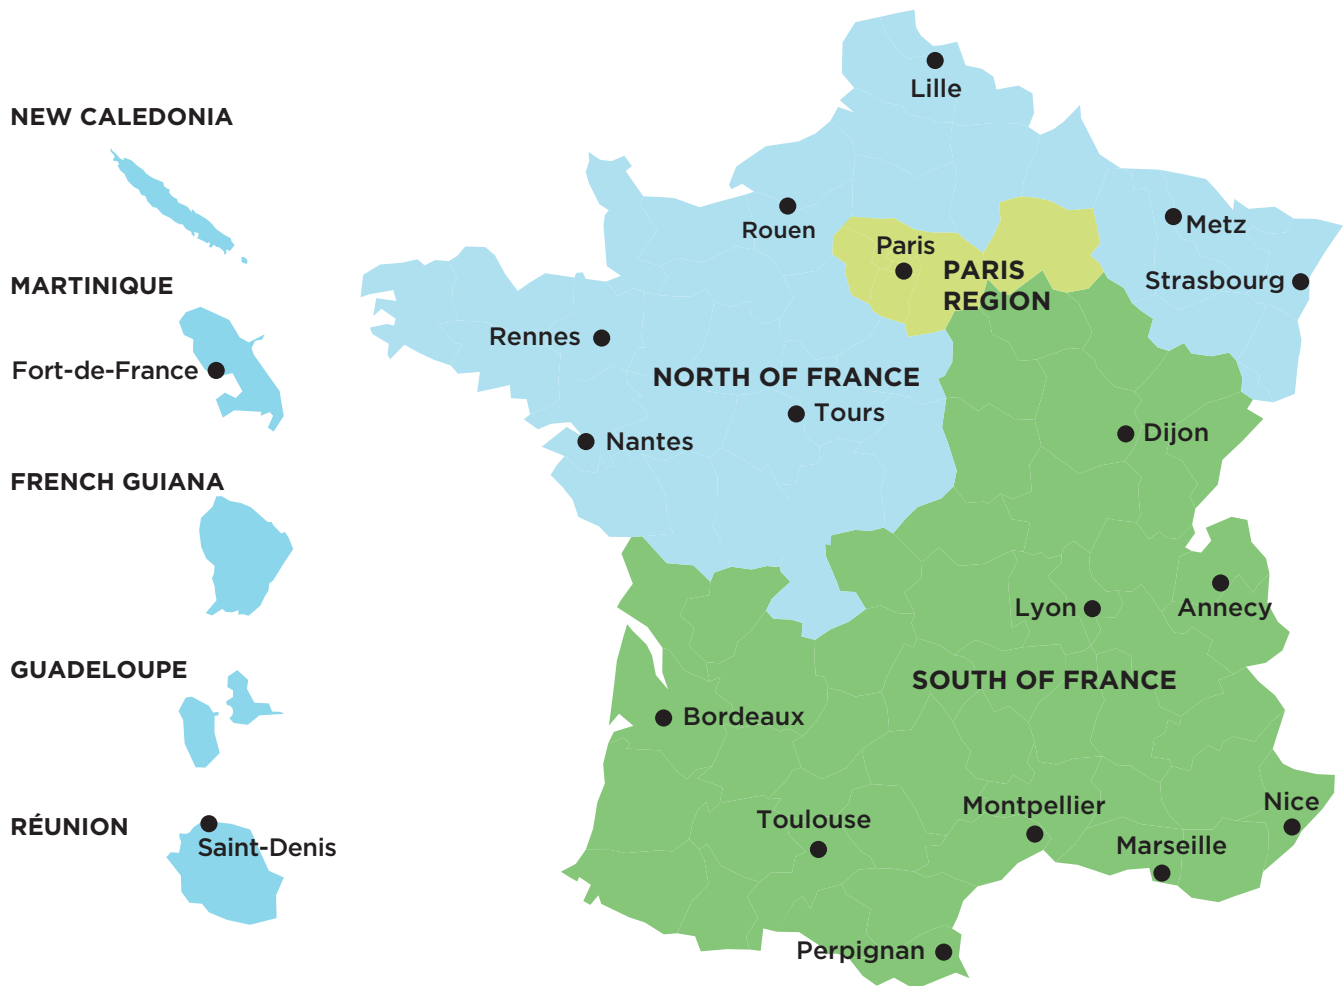 NEW CALEDONIA
MARTINIQUE
Fort-de-France
FRENCH GUIANA
GUADELOUPE
RÉUNION
Saint-Denis
Lille
Rouen
Paris
PARIS
REGION
Metz
Strasbourg
Rennes
NORTH OF FRANCE
Tours
Nantes
Dijon
Lyon
Annecy
SOUTH OF FRANCE
Bordeaux
Toulouse
Montpellier
Nice
Marseille
Perpignan